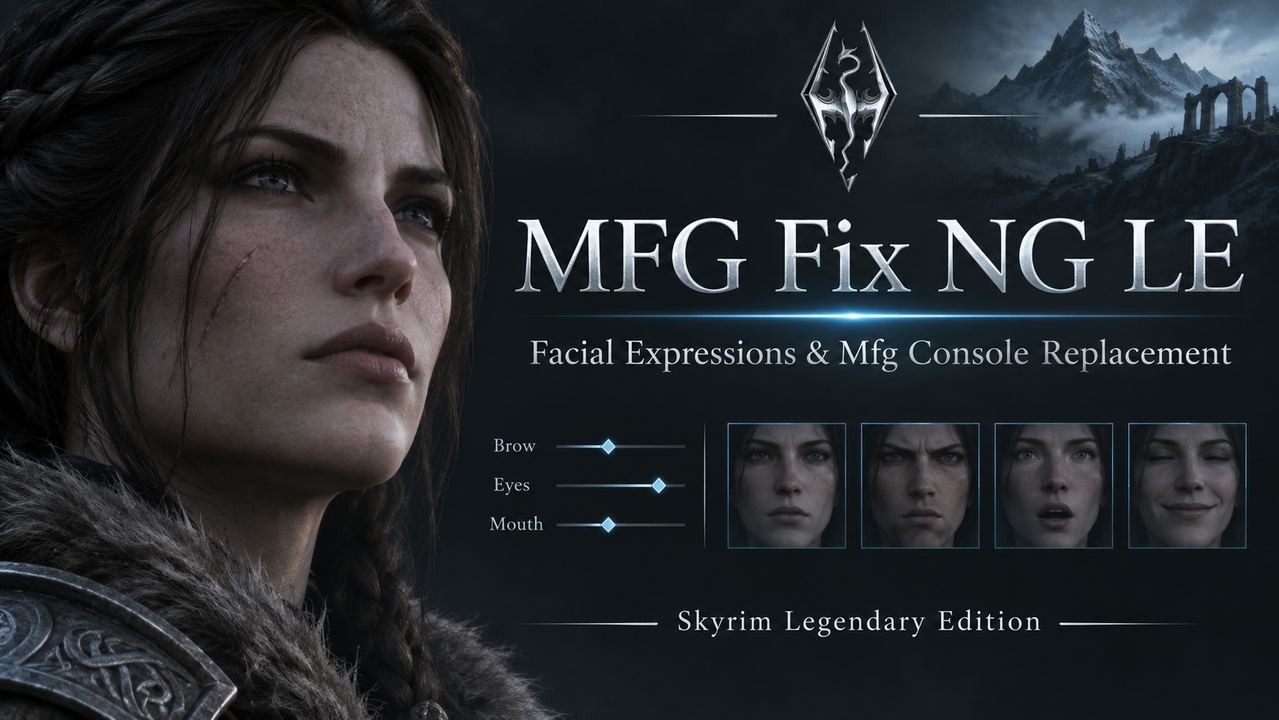 MFG Fix NG LE
Facial Expressions & Mfg Console Replacement
Brow
Eyes
Mouth
Skyrim Legendary Edition